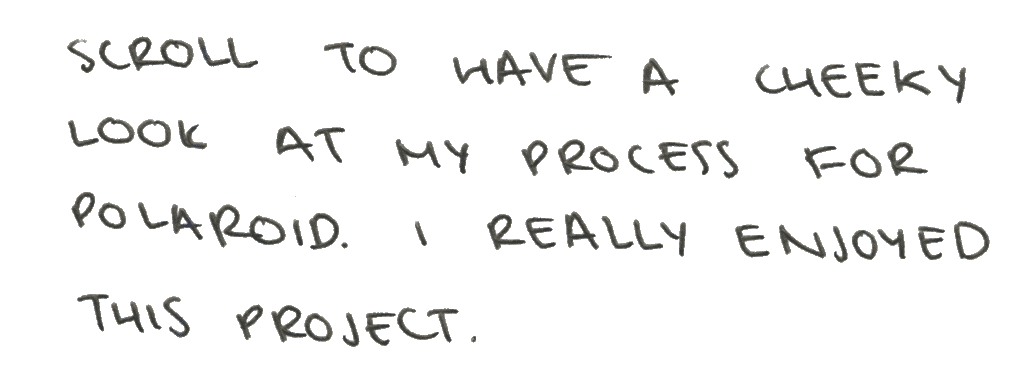 SCROLL TO HAVE A CHEEKY
LOOK AT MY PROCESS FOR
POLAROID. I REALLY ENJOYED
THIS PROJECT.